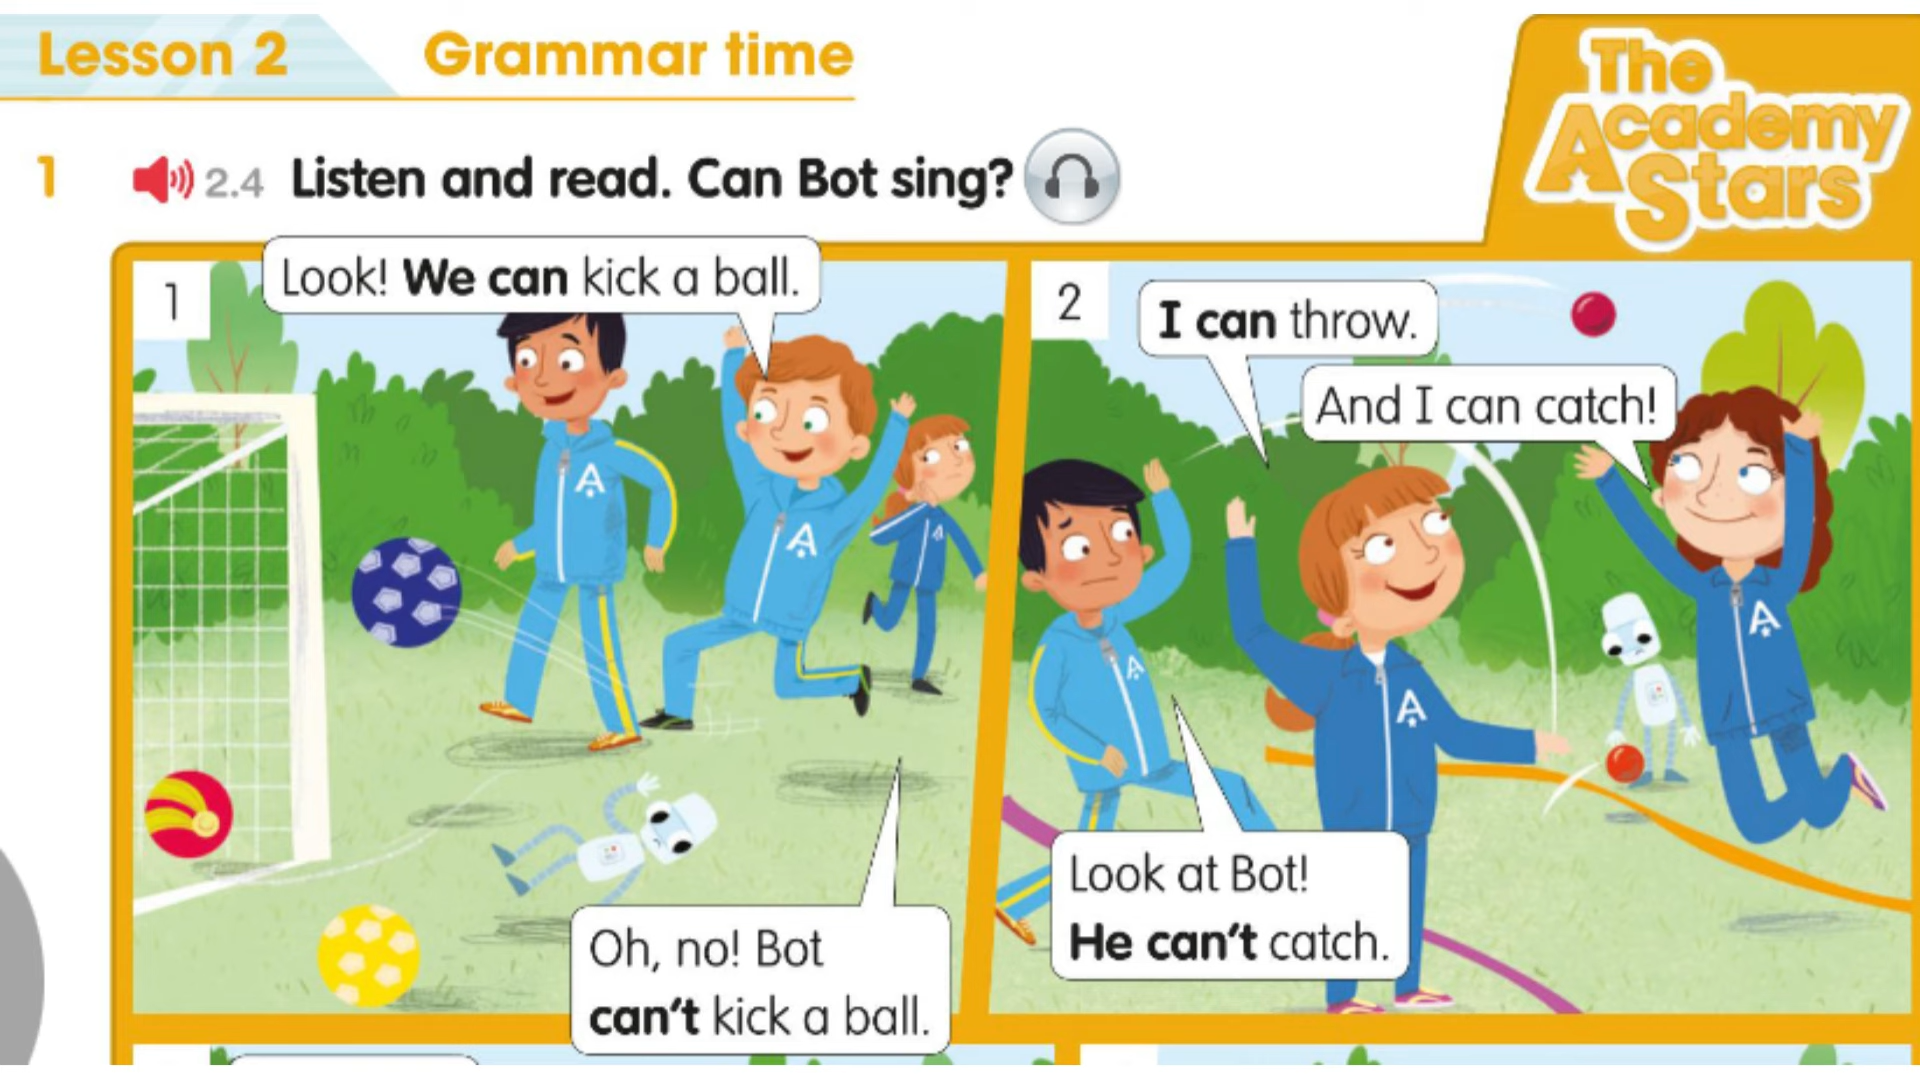 Lesson 2 Grammar time
The
Academy
Stars
1 2.4 Listen and read. Can Bot sing?
1
Look! We can kick a ball.
Oh, no! Bot
can't kick a ball.
2
I can throw.
And I can catch!
Look at Bot!
He can't catch.